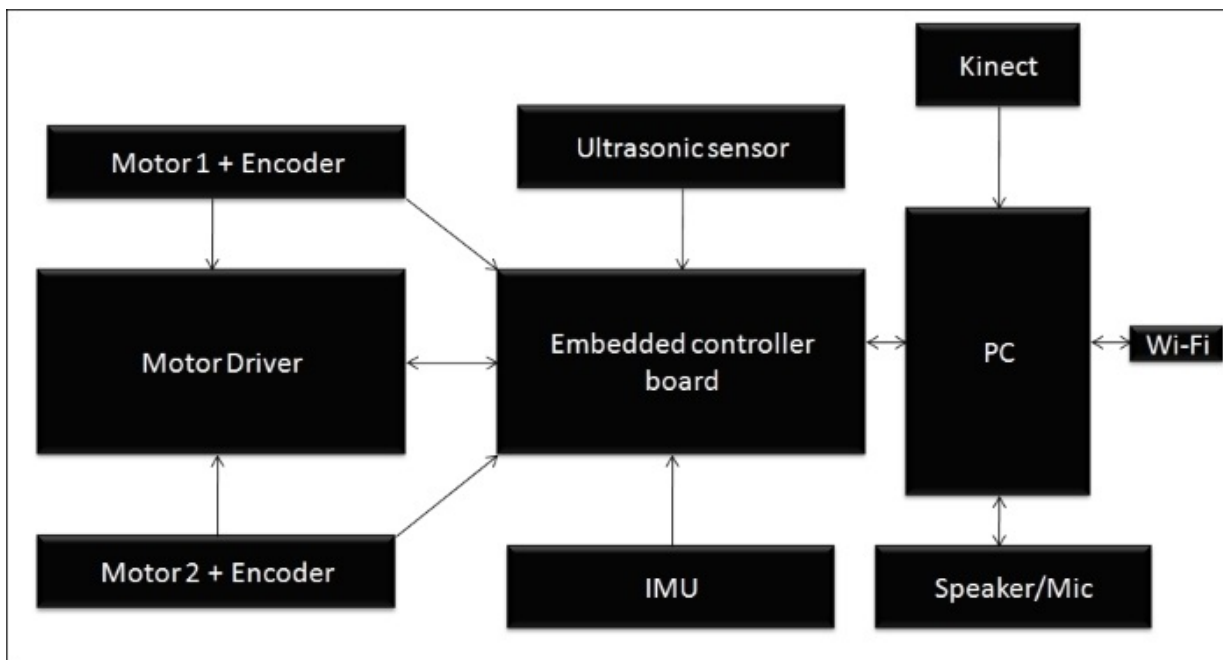 Kinect
Motor 1 + Encoder
Ultrasonic sensor
Motor Driver
Embedded controller
board
PC
Wi-Fi
Motor 2 + Encoder
IMU
Speaker/Mic